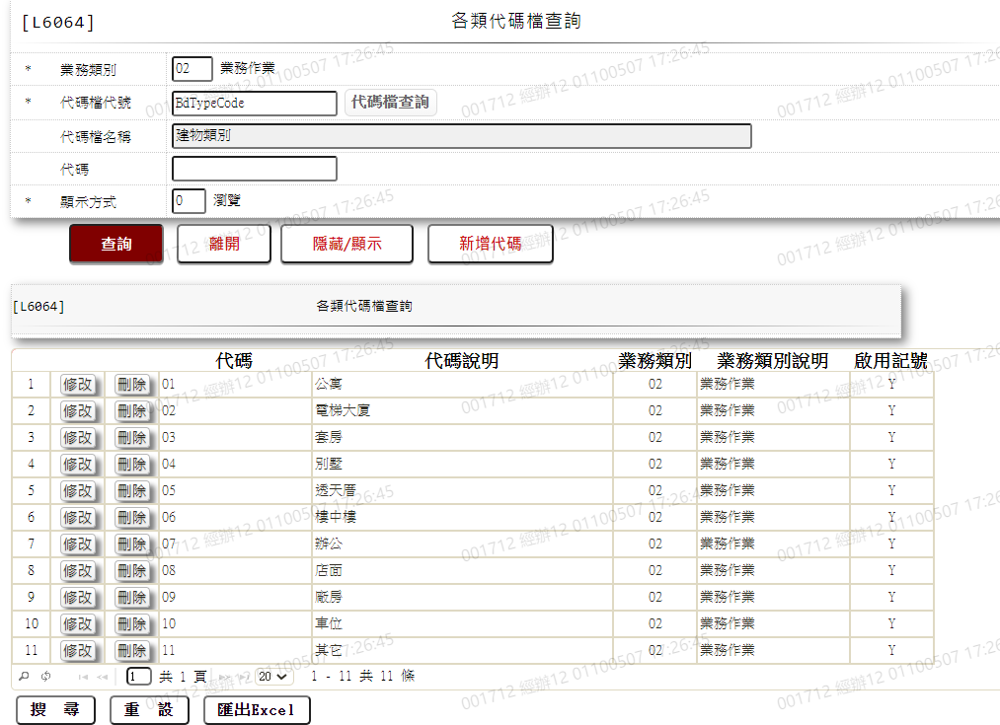 [L6064] 各類代碼檔查詢
* 業務類別 02 業務作業
* 代碼檔代號 BdTypeCode 代碼檔查詢
代碼檔名稱 建物類別
代碼
* 顯示方式 0 瀏覽
查詢 離開 隱藏/顯示 新增代碼
[L6064] 各類代碼檔查詢
代碼 代碼說明 業務類別 業務類別說明 啟用記號
1 修改 刪除 01 公寓 02 業務作業 Y
2 修改 刪除 02 電梯大廈 02 業務作業 Y
3 修改 刪除 03 套房 02 業務作業 Y
4 修改 刪除 04 別墅 02 業務作業 Y
5 修改 刪除 05 透天厝 02 業務作業 Y
6 修改 刪除 06 樓中樓 02 業務作業 Y
7 修改 刪除 07 辦公 02 業務作業 Y
8 修改 刪除 08 店面 02 業務作業 Y
9 修改 刪除 09 廠房 02 業務作業 Y
10 修改 刪除 10 車位 02 業務作業 Y
11 修改 刪除 11 其它 02 業務作業 Y
1 共 1 頁 20 1 - 11 共 11 條
搜 尋 重 設 匯出Excel
001712 經辦12 01100507 17:26:45